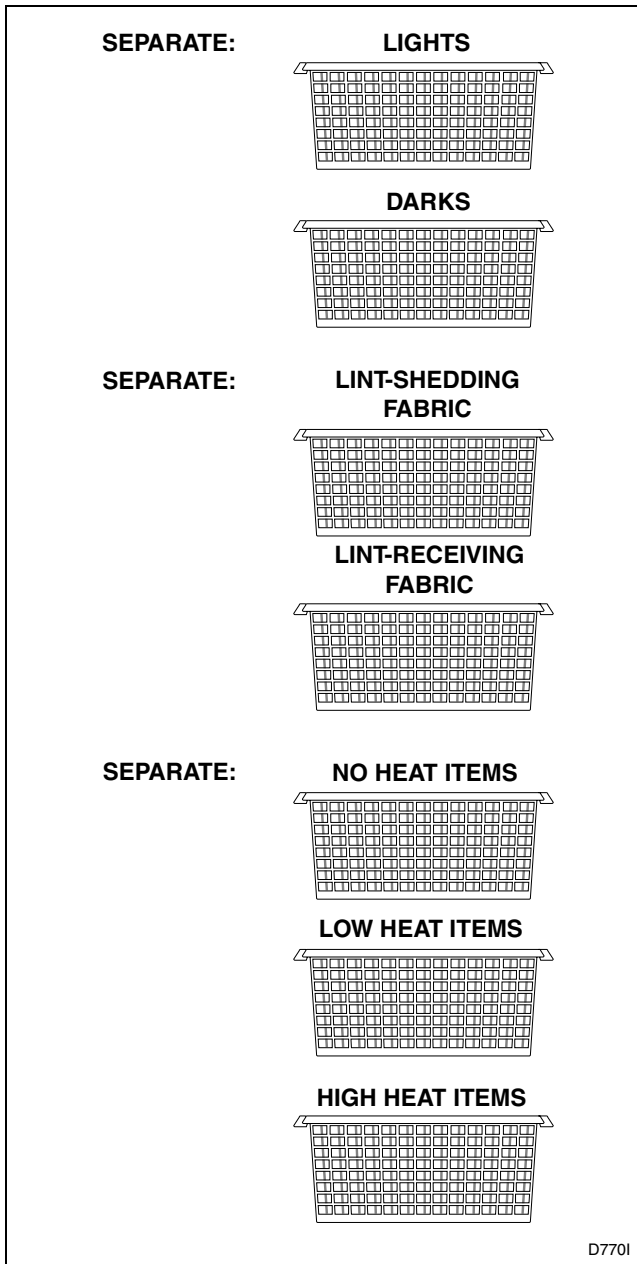 SEPARATE: LIGHTS
DARKS
SEPARATE: LINT-SHEDDING
FABRIC
LINT-RECEIVING
FABRIC
SEPARATE: NO HEAT ITEMS
LOW HEAT ITEMS
HIGH HEAT ITEMS
D770I